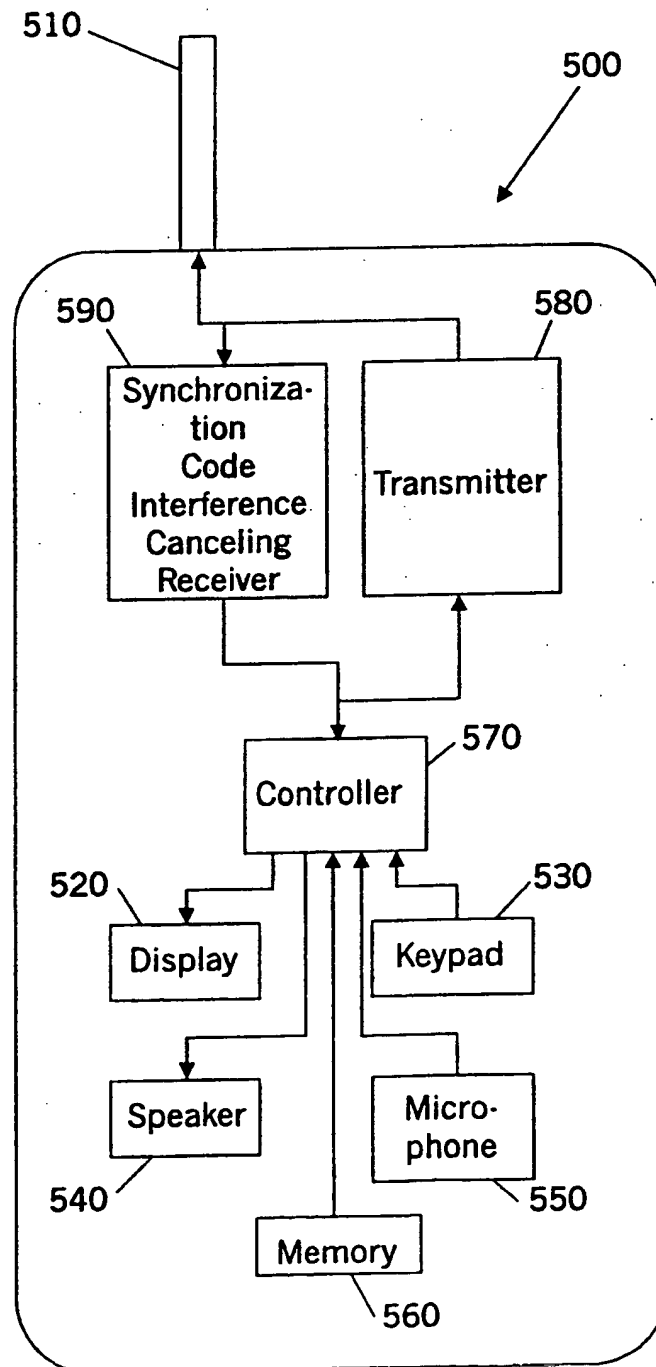 510
500
590
580
Synchroniza-
tion
Code
Interference
Canceling
Receiver
Transmitter
570
Controller
520
530
Display
Keypad
Speaker
Micro-
phone
540
550
Memory
560